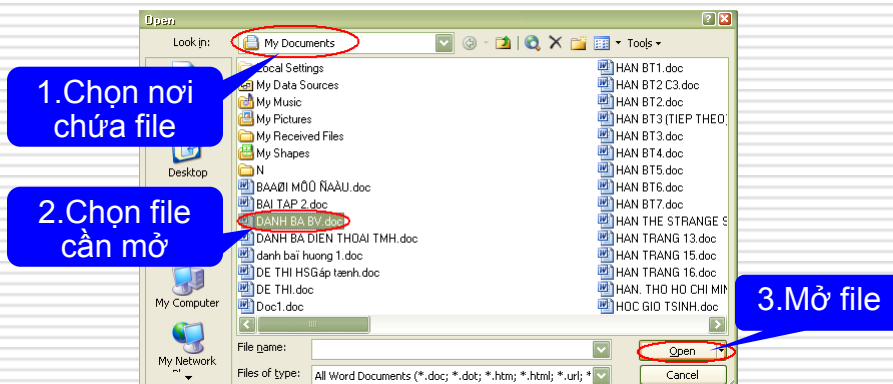 Open
Look in:
My Documents
Tools
1.Chọn nơi
chứa file
Local Settings
My Data Sources
My Music
My Pictures
My Received Files
My Shapes
N
BAAØI MÔÛ ÑAÀU.doc
BAI TAP 2.doc
DANH BA BV.doc
DANH BA DIEN THOAI TMH.doc
danh baï huong 1.doc
DE THI HSGáp tænh.doc
DE THI.doc
Doc1.doc
HAN BT1.doc
HAN BT2 C3.doc
HAN BT2.doc
HAN BT3 (TIEP THEO)
HAN BT3.doc
HAN BT4.doc
HAN BT5.doc
HAN BT6.doc
HAN BT7.doc
HAN THE STRANGE S
HAN TRANG 13.doc
HAN TRANG 15.doc
HAN TRANG 16.doc
HAN. THO HO CHI MIN
HOC GIO TSINH.doc
Desktop
2.Chọn file
cần mở
My Computer
My Network
3.Mở file
File name:
Open
Files of type:
All Word Documents (*.doc; *.dot; *.htm; *.html; *.url; *
Cancel